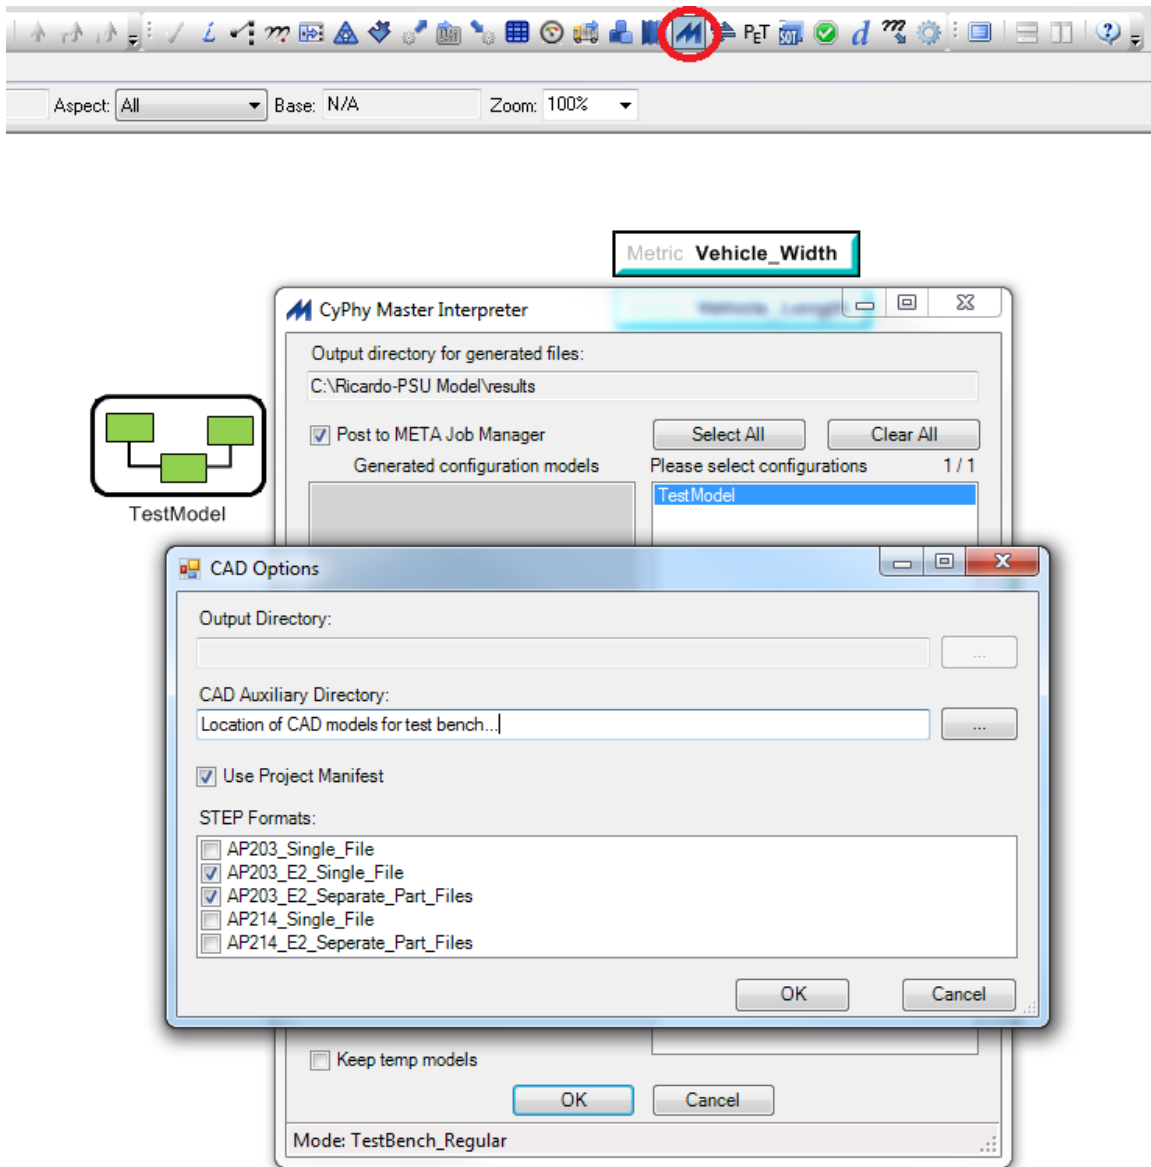 PET
SOT
d
Aspect: All Base: N/A Zoom: 100%
Metric Vehicle_Width
CyPhy Master Interpreter
Vehicle_Length
Output directory for generated files:
C:\Ricardo-PSU Model\results
Post to META Job Manager Select All Clear All
Generated configuration models Please select configurations 1 / 1
TestModel
TestModel
CAD Options
Output Directory:
...
CAD Auxiliary Directory:
Location of CAD models for test bench...
...
Use Project Manifest
STEP Formats:
AP203_Single_File
AP203_E2_Single_File
AP203_E2_Separate_Part_Files
AP214_Single_File
AP214_E2_Seperate_Part_Files
OK Cancel
Keep temp models
OK Cancel
Mode: TestBench_Regular